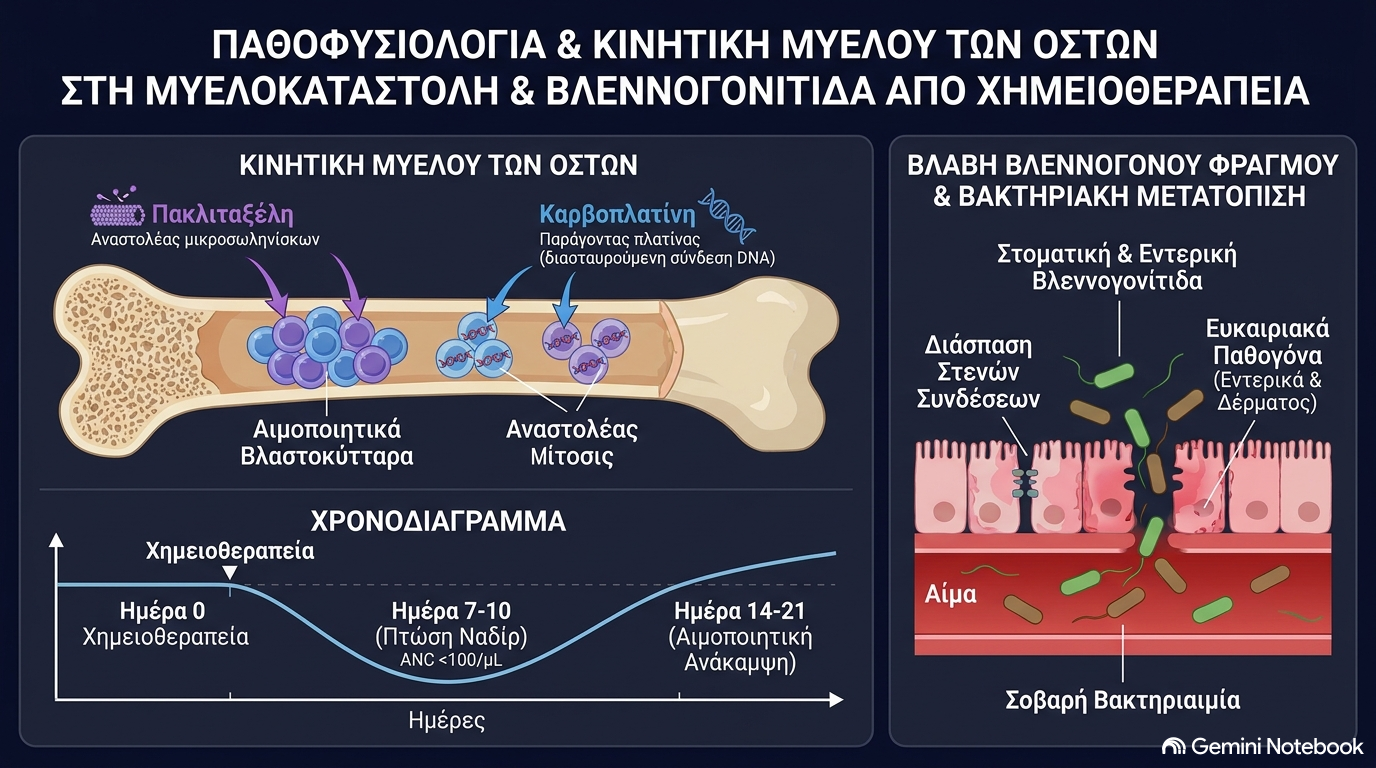 ΠΑΘΟΦΥΣΙΟΛΟΓΙΑ & ΚΙΝΗΤΙΚΗ ΜΥΕΛΟΥ ΤΩΝ ΟΣΤΩΝ
ΣΤΗ ΜΥΕΛΟΚΑΤΑΣΤΟΛΗ & ΒΛΕΝΝΟΓΟΝΙΤΙΔΑ ΑΠΟ ΧΗΜΕΙΟΘΕΡΑΠΕΙΑ
ΚΙΝΗΤΙΚΗ ΜΥΕΛΟΥ ΤΩΝ ΟΣΤΩΝ
Πακλιταξέλη
Αναστολέας μικροσωληνίσκων
Καρβοπλατίνη
Παράγοντας πλατίνας
(διασταυρούμενη σύνδεση DNA)
Αιμοποιητικά
Βλαστοκύτταρα
Αναστολέας
Μίτοσις
ΧΡΟΝΟΔΙΑΓΡΑΜΜΑ
Χημειοθεραπεία
Ημέρα 0
Χημειοθεραπεία
Ημέρα 7-10
(Πτώση Ναδίρ)
ANC <100/μL
Ημέρα 14-21
(Αιμοποιητική
Ανάκαμψη)
Ημέρες
ΒΛΑΒΗ ΒΛΕΝΝΟΓΟΝΟΥ ΦΡΑΓΜΟΥ
& ΒΑΚΤΗΡΙΑΚΗ ΜΕΤΑΤΟΠΙΣΗ
Στοματική & Εντερική
Βλεννογονίτιδα
Διάσπαση
Στενών
Συνδέσεων
Ευκαιριακά
Παθογόνα
(Εντερικά &
Δέρματος)
Αίμα
Σοβαρή Βακτηριαιμία
Gemini Notebook